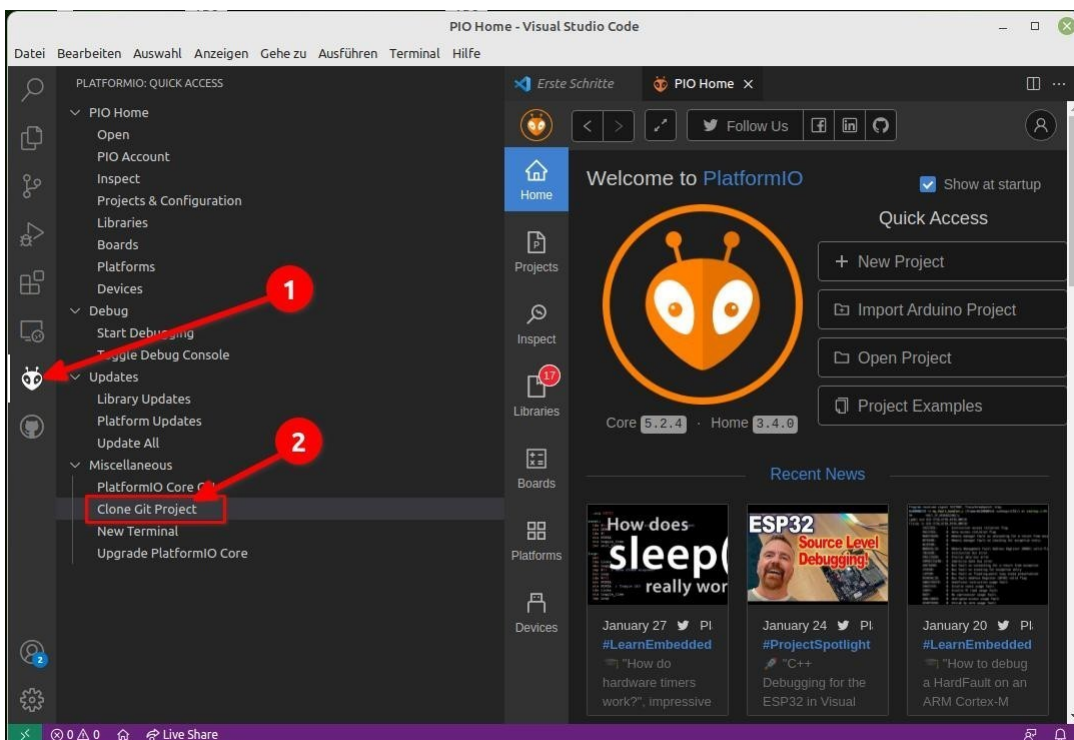 PIO Home - Visual Studio Code
Datei Bearbeiten Auswahl Anzeigen Gehe zu Ausführen Terminal Hilfe
PLATFORMIO: QUICK ACCESS
PIO Home
Open
PIO Account
Inspect
Projects & Configuration
Libraries
Boards
Platforms
Devices
Debug
Start Debugging
Toggle Debug Console
Updates
Library Updates
Platform Updates
Update All
Miscellaneous
PlatformIO Core
Clone Git Project
New Terminal
Upgrade PlatformIO Core
1
2
2
Erste Schritte
PIO Home
Follow Us
Home
Projects
Inspect
17
Libraries
Boards
Platforms
Devices
Welcome to PlatformIO
Show at startup
Quick Access
New Project
Import Arduino Project
Open Project
Project Examples
Core 5.2.4 · Home 3.4.0
Recent News
How does
sleep(
really wor
January 27 Pl
#LearnEmbedded
"How do
hardware timers
work?", impressive
ESP32
Source Level
Debugging!
January 24 Pl
#ProjectSpotlight
"C++
Debugging for the
ESP32 in Visual
January 20 Pl
#LearnEmbedded
"How to debug
a HardFault on an
ARM Cortex-M
0 0 Live Share